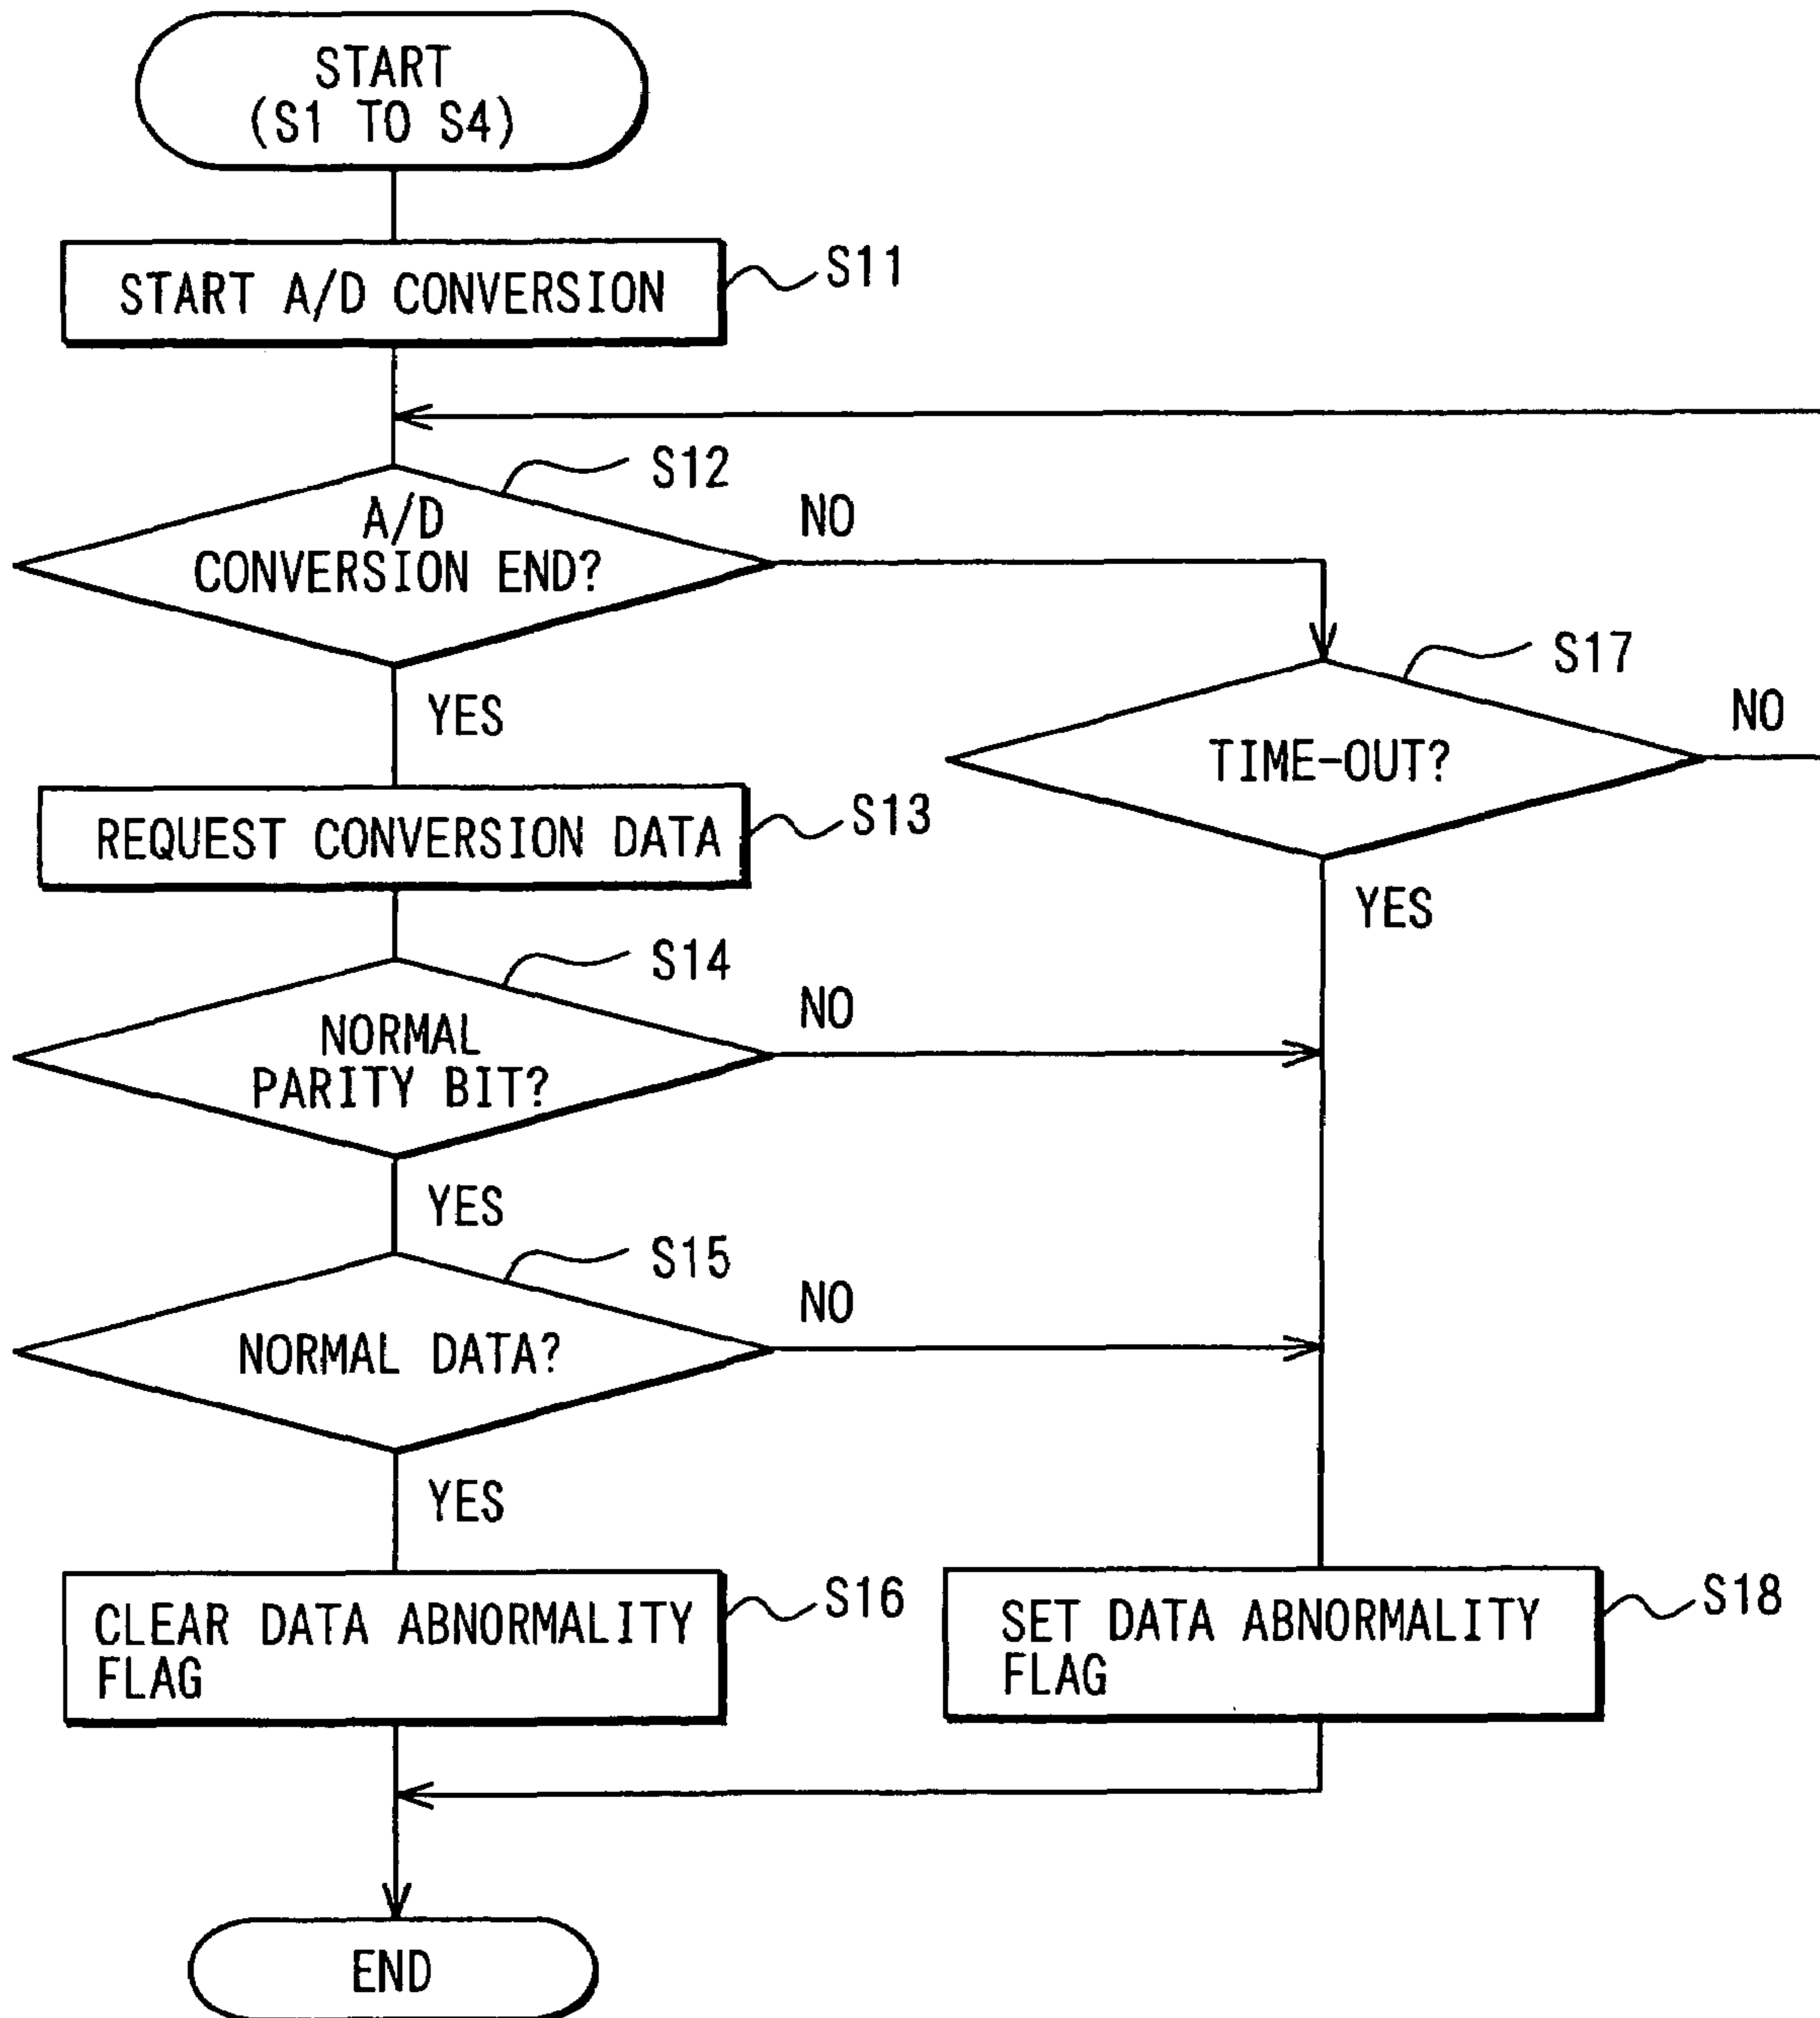 START
(S1 TO S4)
START A/D CONVERSION
S11
S12
A/D
CONVERSION END?
NO
YES
S17
TIME-OUT?
NO
YES
REQUEST CONVERSION DATA
S13
S14
NORMAL
PARITY BIT?
NO
YES
S15
NORMAL DATA?
NO
YES
CLEAR DATA ABNORMALITY
FLAG
S16
SET DATA ABNORMALITY
FLAG
S18
END